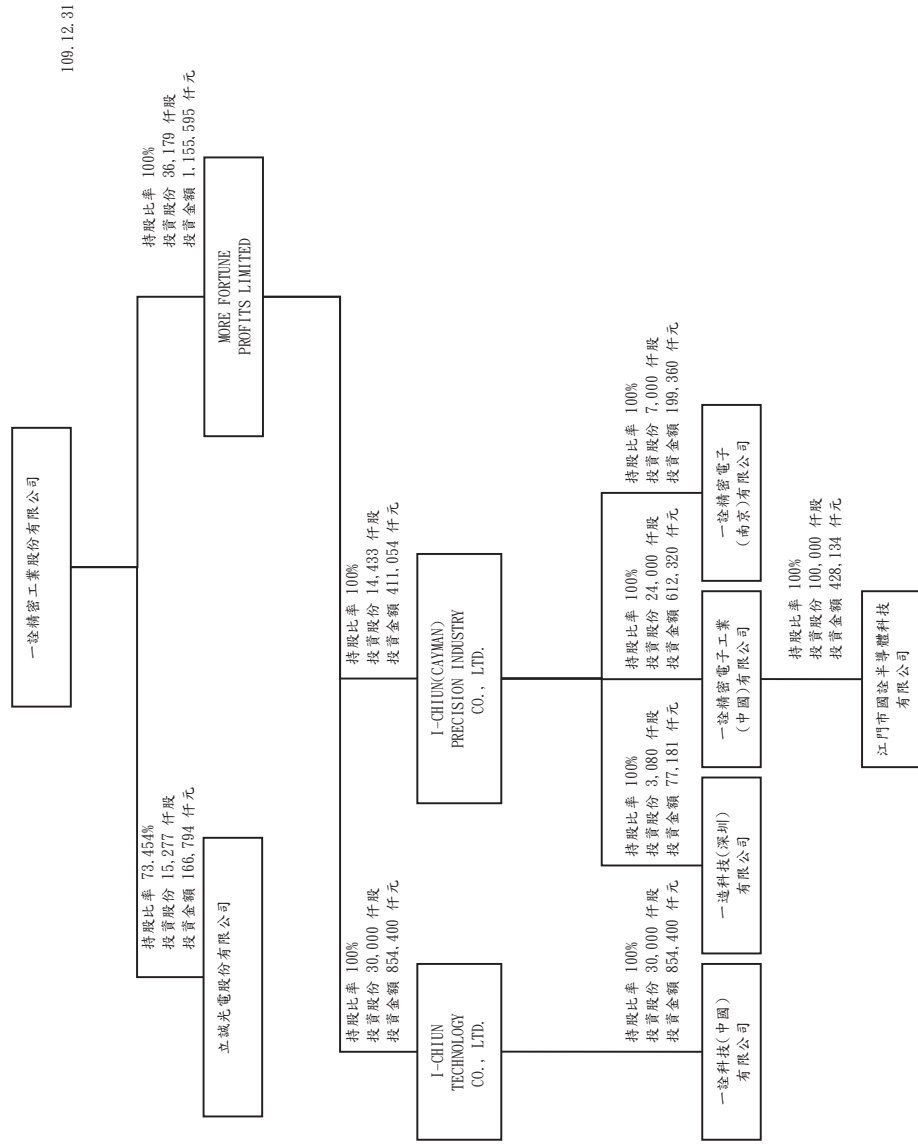 109.12.31
一詮精密工業股份有限公司
持股比率 73.454%
投資股份 15,277 仟股
投資金額 166,794 仟元
立誠光電股份有限公司
持股比率 100%
投資股份 36,179 仟股
投資金額 1,155,595 仟元
MORE FORTUNE
PROFITS LIMITED
持股比率 100%
投資股份 30,000 仟股
投資金額 854,400 仟元
I-CHIUN
TECHNOLOGY
CO., LTD.
持股比率 100%
投資股份 14,433 仟股
投資金額 411,054 仟元
I-CHIUN(CAYMAN)
PRECISION INDUSTRY
CO., LTD.
持股比率 100%
投資股份 30,000 仟股
投資金額 854,400 仟元
一詮科技(中國)
有限公司
持股比率 100%
投資股份 3,080 仟股
投資金額 77,181 仟元
一造科技(深圳)
有限公司
持股比率 100%
投資股份 24,000 仟股
投資金額 612,320 仟元
一詮精密電子工業
(中國)有限公司
持股比率 100%
投資股份 7,000 仟股
投資金額 199,360 仟元
一詮精密電子
(南京)有限公司
持股比率 100%
投資股份 100,000 仟股
投資金額 428,134 仟元
江門市國詮半導體科技
有限公司